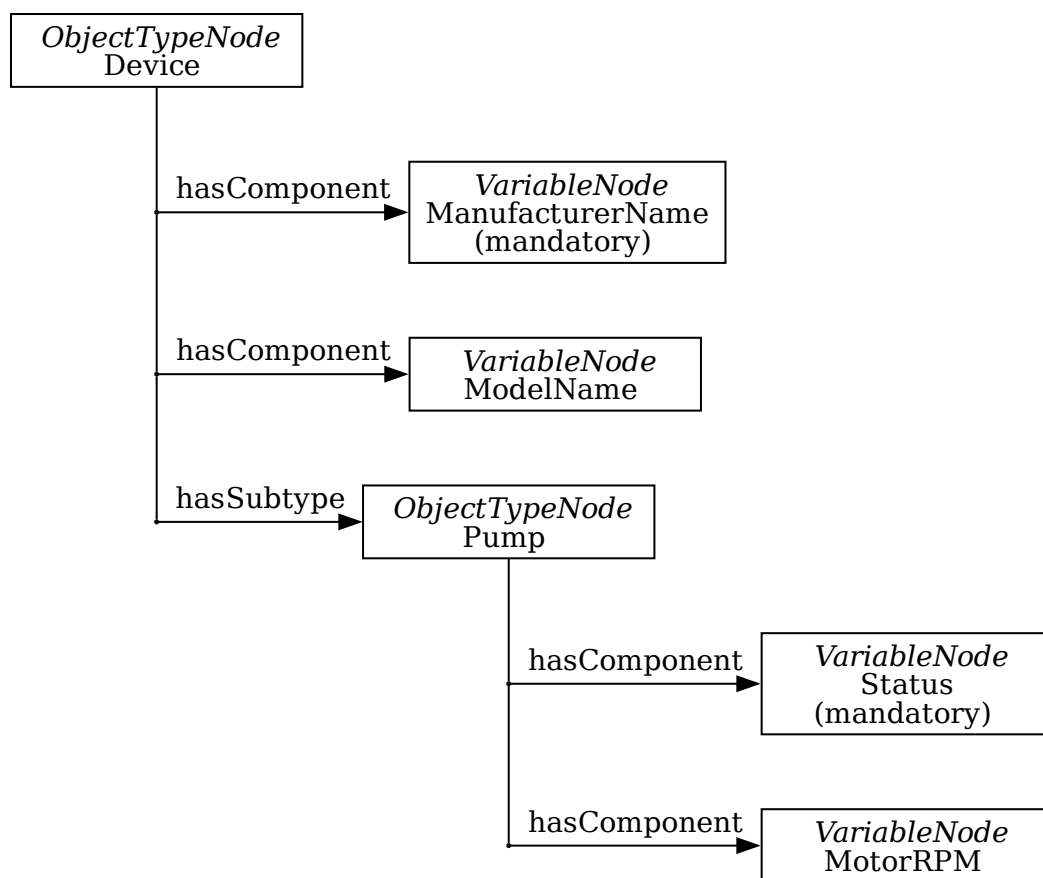 ObjectTypeNode
Device
hasComponent
VariableNode
ManufacturerName
(mandatory)
hasComponent
VariableNode
ModelName
hasSubtype
ObjectTypeNode
Pump
hasComponent
VariableNode
Status
(mandatory)
hasComponent
VariableNode
MotorRPM